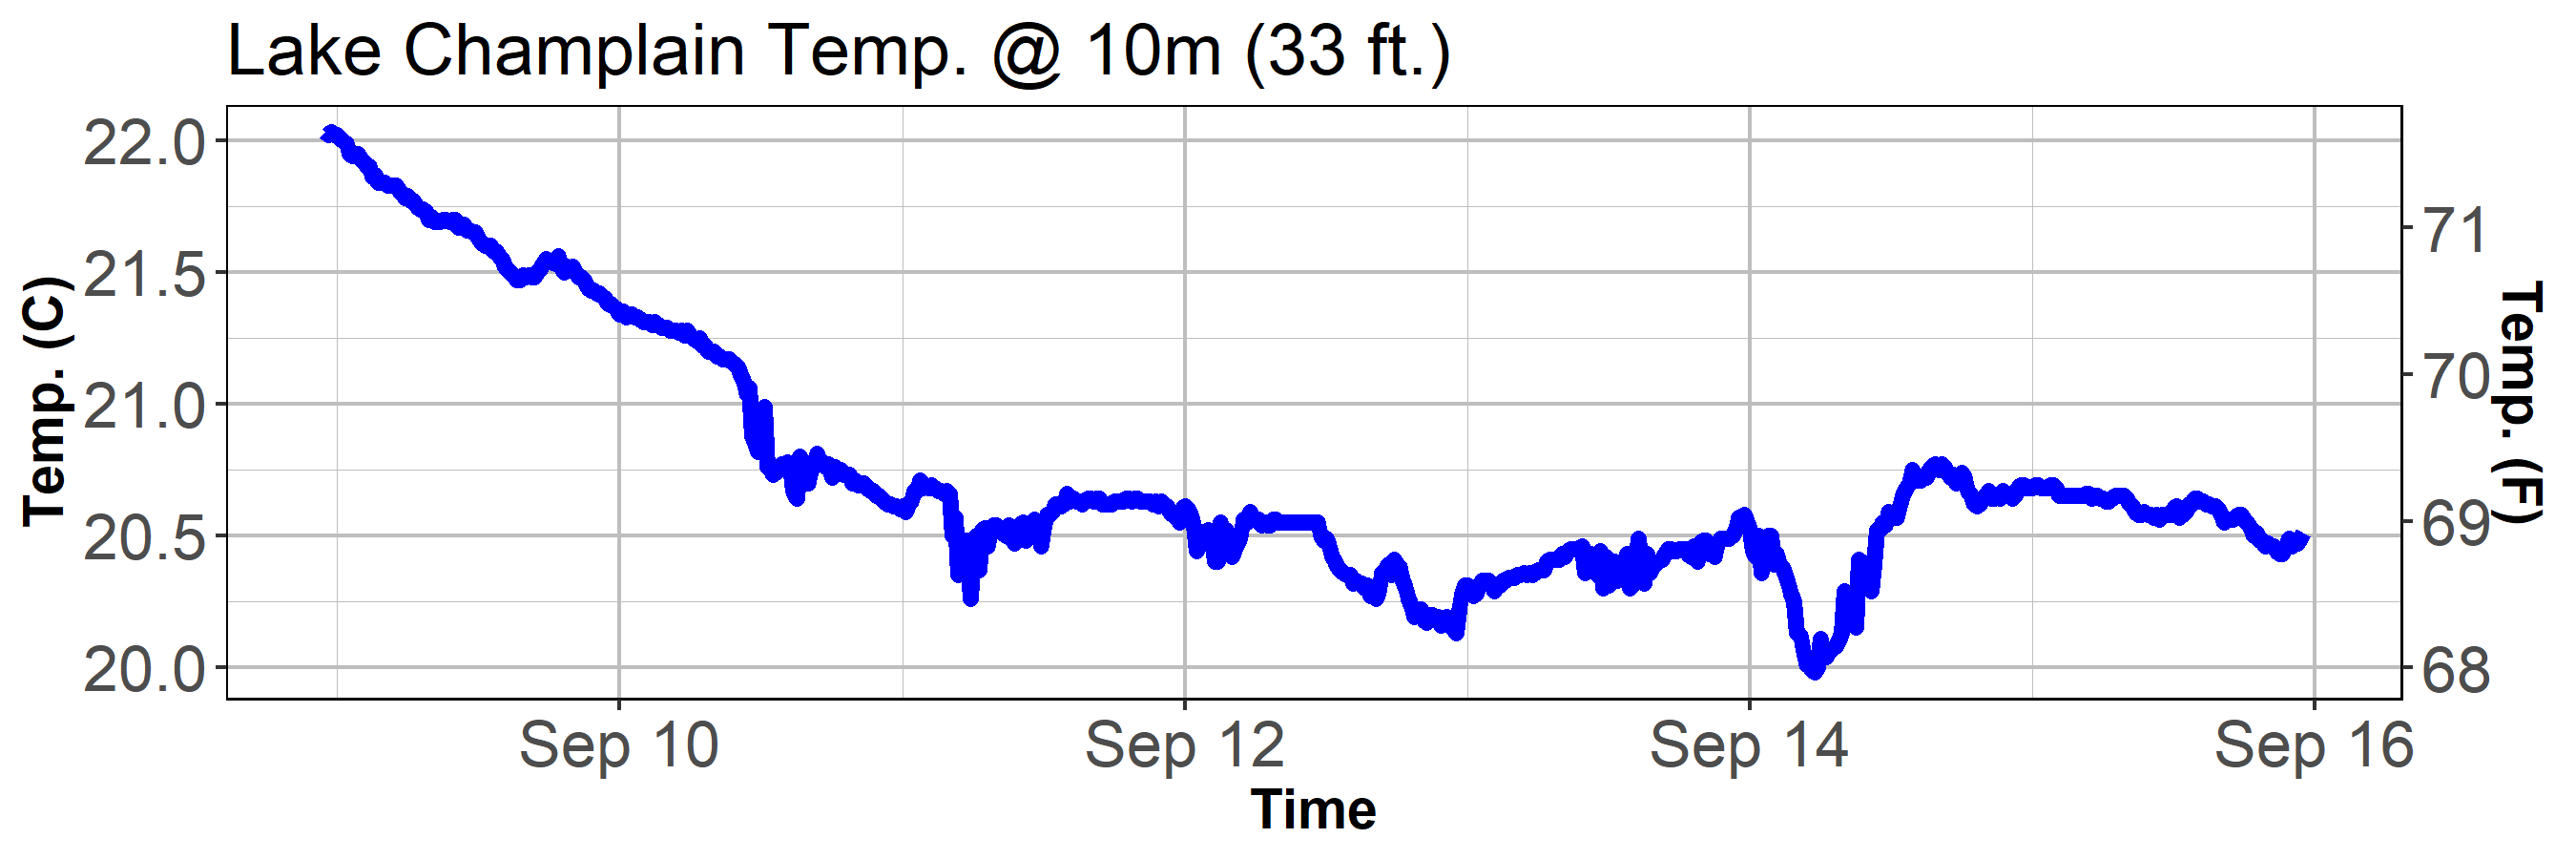 Lake Champlain Temp. @ 10m (33 ft.)
Temp. (C)
22.0
21.5
21.0
20.5
20.0
71
70
69
68
Temp. (F)
Sep 10
Sep 12
Sep 14
Sep 16
Time